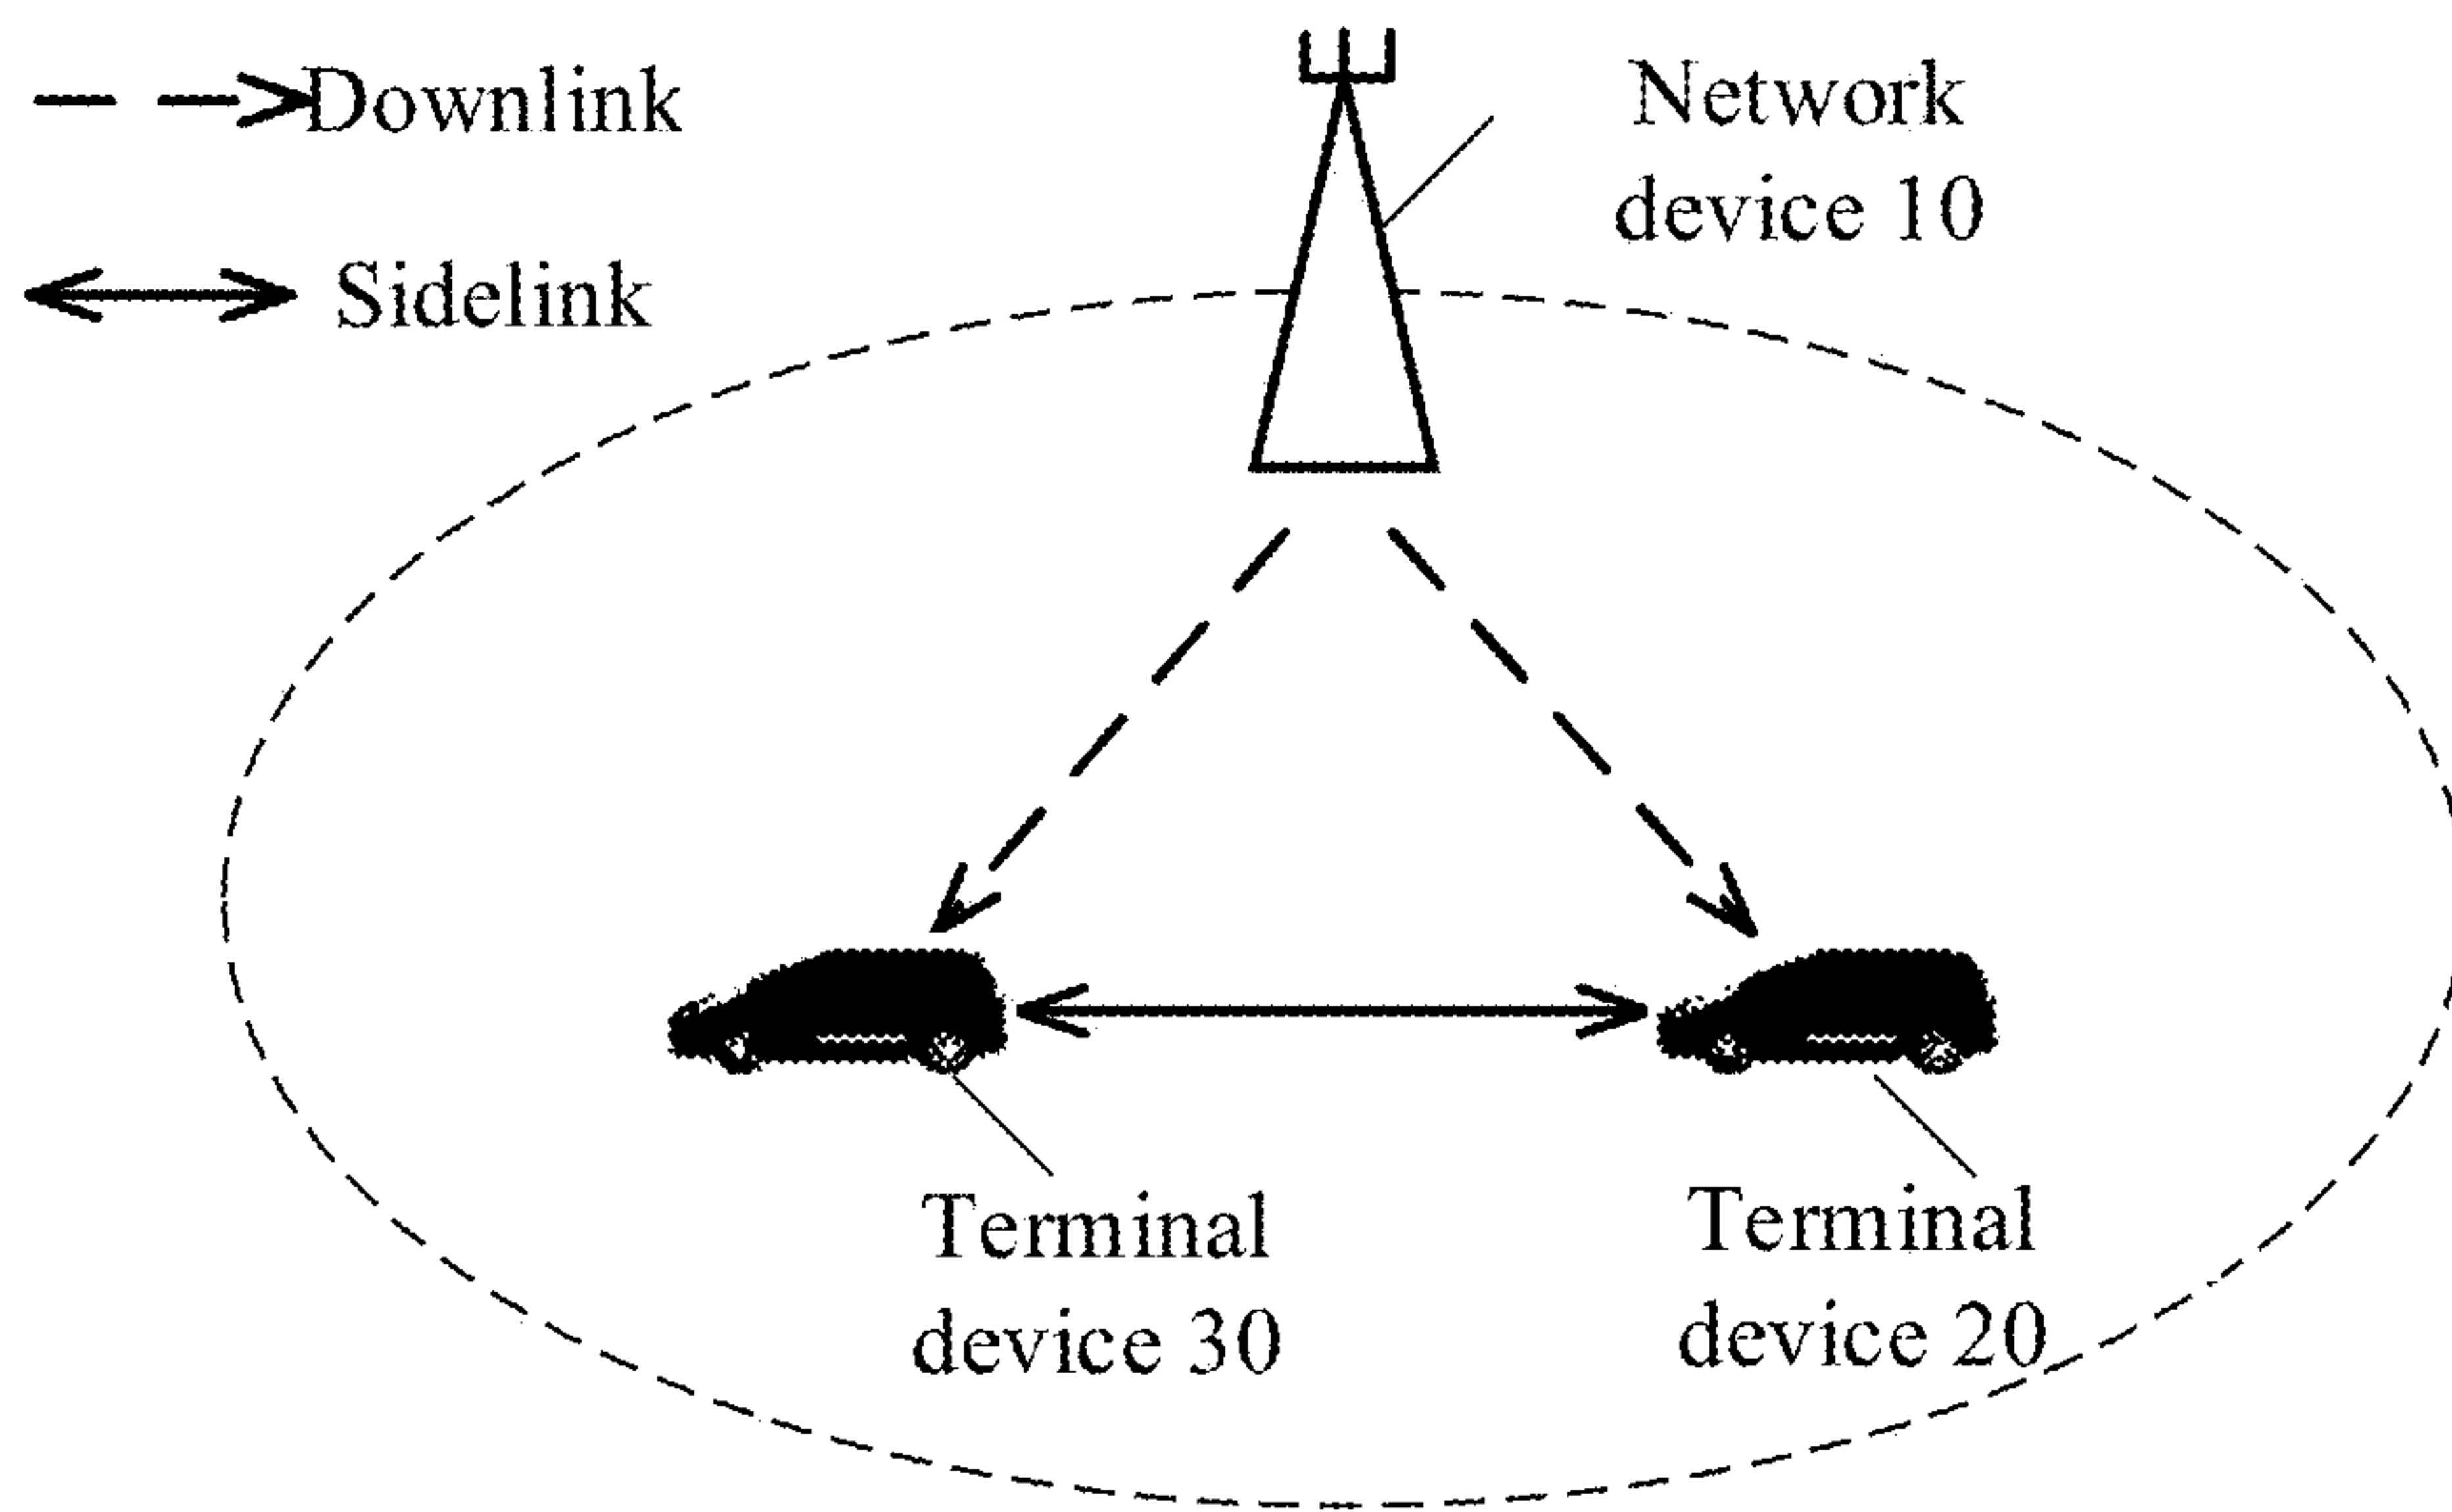 Downlink
Sidelink
Network
device 10
Terminal
device 30
Terminal
device 20